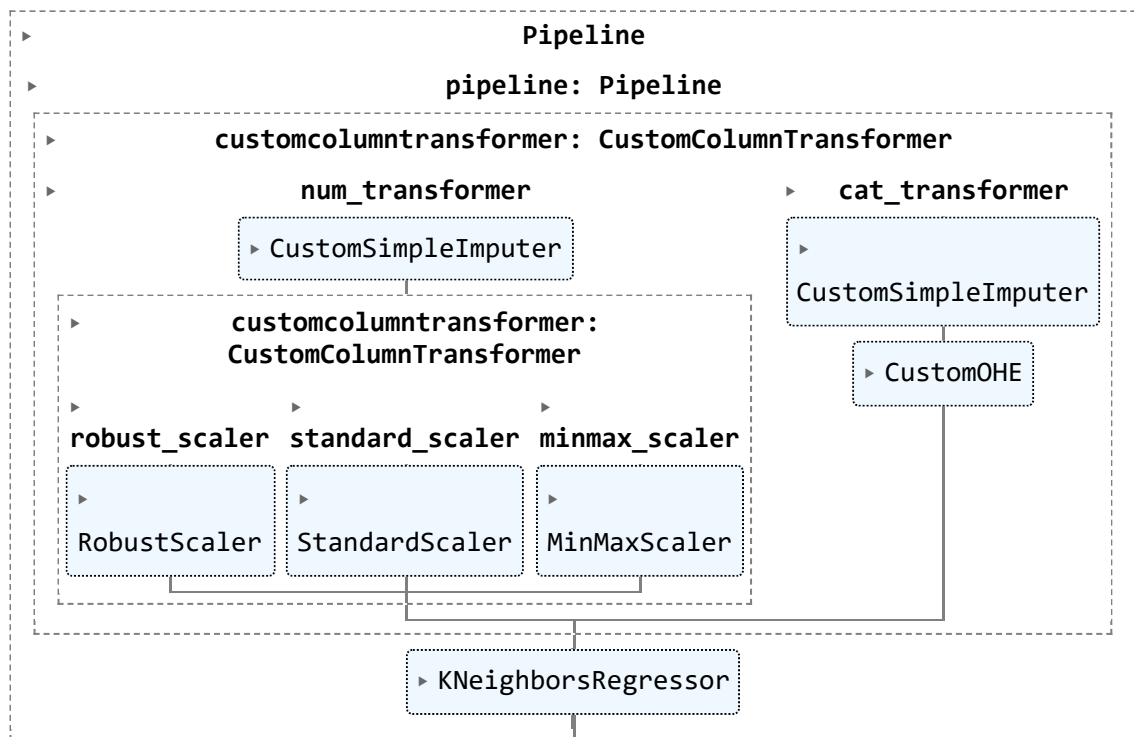 Pipeline
pipeline: Pipeline
customcolumntransformer: CustomColumnTransformer
num_transformer
cat_transformer
CustomSimpleImputer
CustomSimpleImputer
customcolumntransformer:
CustomColumnTransformer
CustomOHE
robust_scaler
standard_scaler
minmax_scaler
RobustScaler
StandardScaler
MinMaxScaler
KNeighborsRegressor